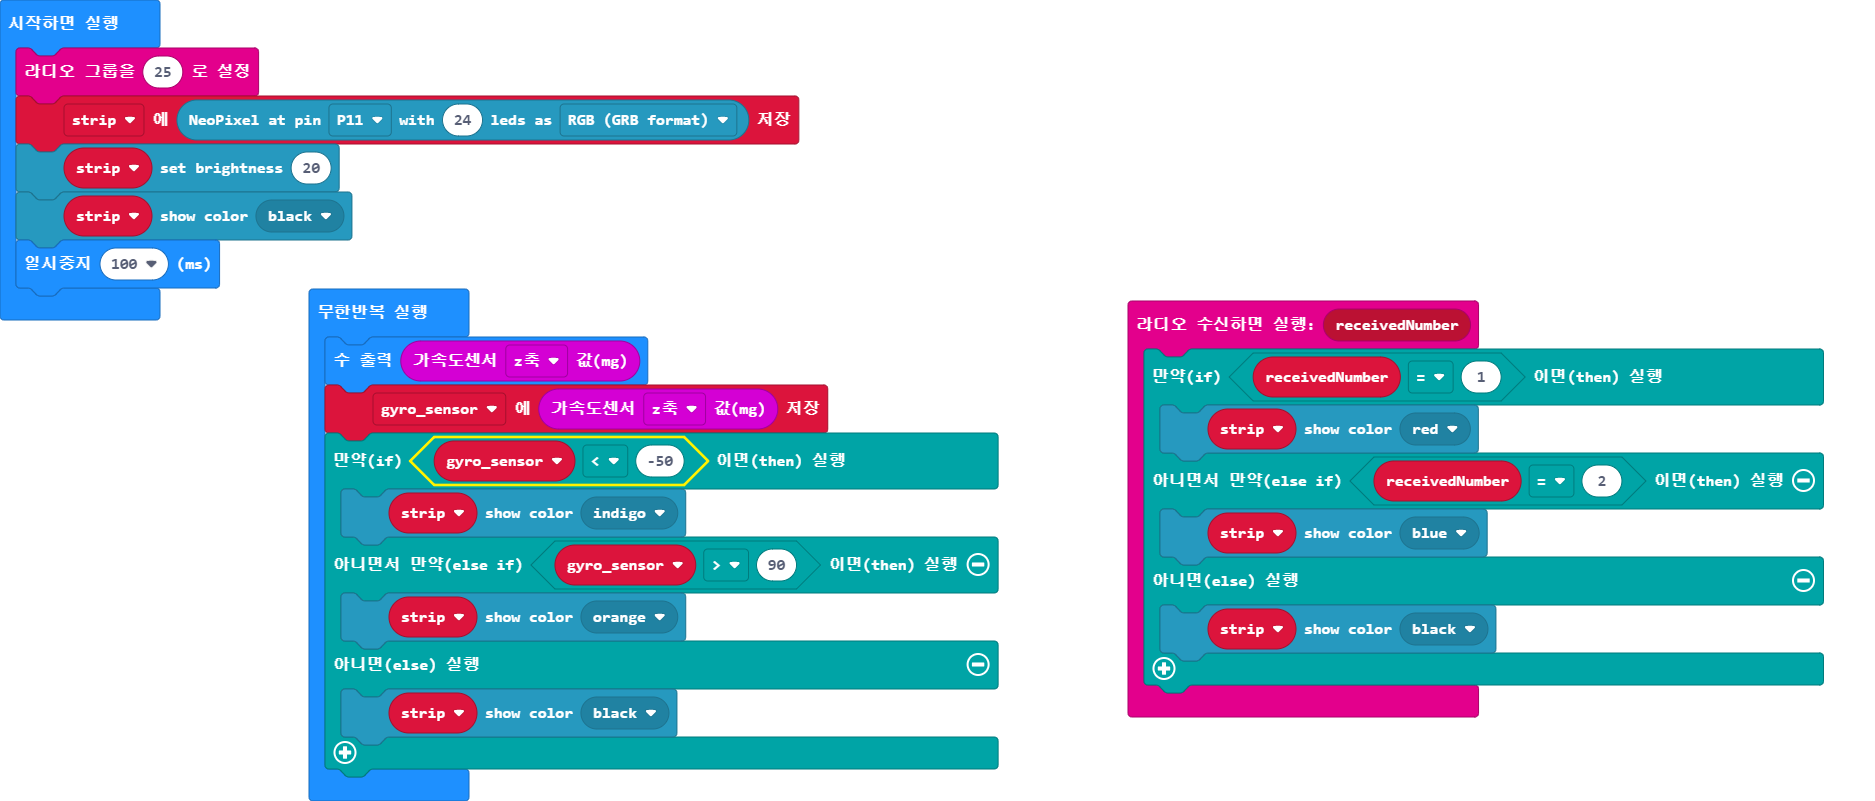 시작하면 실행
라디오 그룹을 25 로 설정
strip 에 NeoPixel at pin P11 with 24 leds as RGB (GRB format) 저장
strip set brightness 20
strip show color black
일시중지 100 (ms)
무한반복 실행
수 출력 가속도센서 z축 값(mg)
gyro_sensor 에 가속도센서 z축 값(mg) 저장
만약(if) gyro_sensor < -50 이면(then) 실행
strip show color indigo
아니면서 만약(else if) gyro_sensor > 90 이면(then) 실행
strip show color orange
아니면(else) 실행
strip show color black
라디오 수신하면 실행: receivedNumber
만약(if) receivedNumber = 1 이면(then) 실행
strip show color red
아니면서 만약(else if) receivedNumber = 2 이면(then) 실행
strip show color blue
아니면(else) 실행
strip show color black